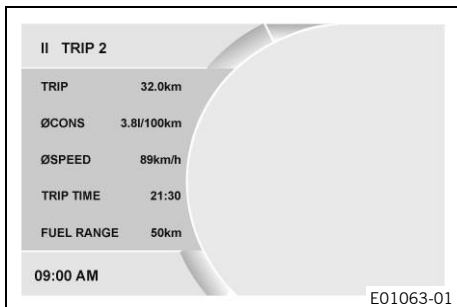 II TRIP 2
TRIP 32.0km
ØCONS 3.8l/100km
ØSPEED 89km/h
TRIP TIME 21:30
FUEL RANGE 50km
09:00 AM
E01063-01